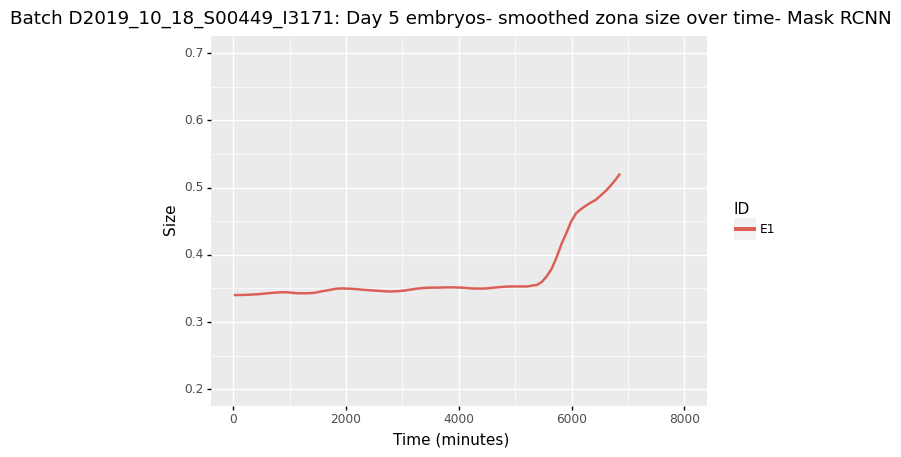 Batch D2019_10_18_S00449_I3171: Day 5 embryos- smoothed zona size over time- Mask RCNN
0.7
0.6
0.5
0.4
0.3
0.2
Size
0 2000 4000 6000 8000
Time (minutes)
ID
E1